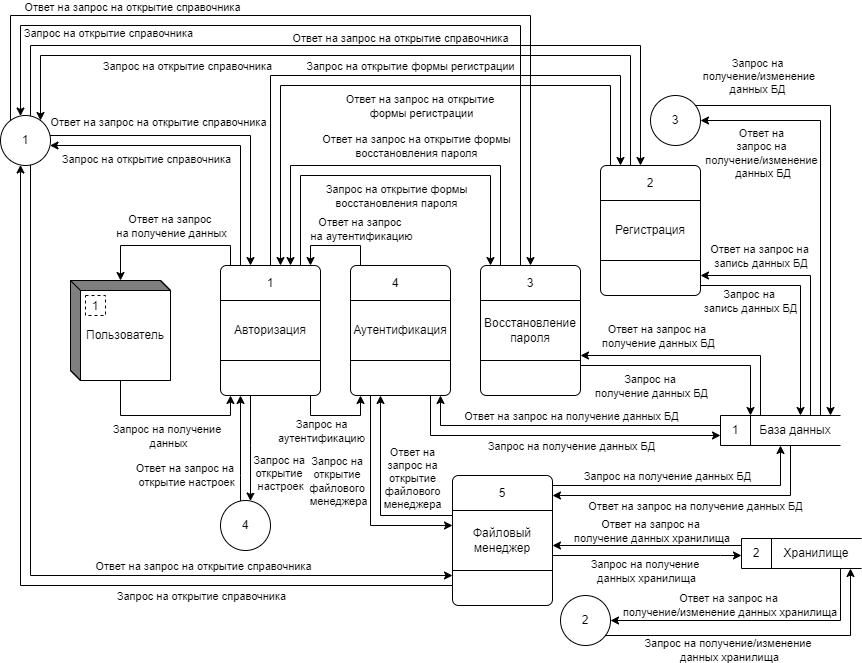 Ответ на запрос на открытие справочника
Запрос на открытие справочника
Ответ на запрос на открытие справочника
Запрос на открытие справочника
Запрос на открытие формы регистрации
Запрос на
получение/изменение
данных БД
Ответ на запрос на открытие
формы регистрации
Ответ на запрос на открытие справочника
3
1
Ответ на запрос на открытие формы
восстановления пароля
Ответ на
запрос на
получение/изменение
данных БД
Запрос на открытие справочника
Запрос на открытие формы
восстановления пароля
2
Регистрация
Ответ на запрос
на получение данных
Ответ на запрос
на аутентификацию
Ответ на запрос на
запись данных БД
Запрос на
запись данных БД
1
Пользователь
1
Авторизация
4
Аутентификация
3
Восстановление
пароля
Ответ на запрос на
получение данных БД
Запрос на
получение данных БД
Запрос на получение
данных
Запрос на
аутентификацию
Ответ на запрос на получение данных БД
1
База данных
Запрос на получение данных БД
Ответ на запрос на
открытие настроек
Запрос на
открытие
настроек
Запрос на
открытие
файлового
менеджера
Ответ на
запрос на
открытие
файлового
менеджера
4
5
Файловый
менеджер
Запрос на получение данных БД
Ответ на запрос на получение данных БД
Ответ на запрос на
получение данных хранилища
2
Хранилище
Запрос на получение
данных хранилища
Ответ на запрос на открытие справочника
Запрос на открытие справочника
2
Ответ на запрос на
получение/изменение данных хранилища
Запрос на получение/изменение
данных хранилища